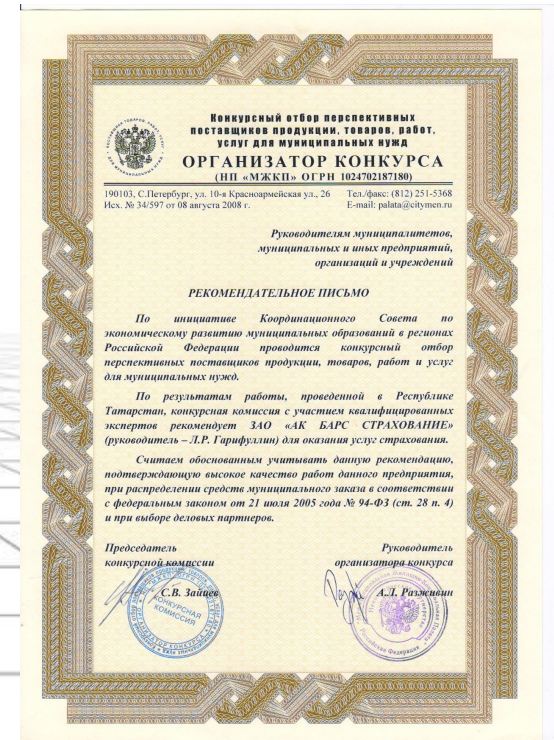 Конкурсный отбор перспективных
поставщиков продукции, товаров, работ,
услуг для муниципальных нужд
ОРГАНИЗАТОР КОНКУРСА
(НП «МЖКП» ОГРН 1024702187180)
190103, С.Петербург, ул. 10-я Красноармейская ул., 26 Тел./факс: (812) 251-5368
Исх. № 34/597 от 08 августа 2008 г. E-mail: palata@citymen.ru
Руководителям муниципалитетов,
муниципальных и иных предприятий,
организаций и учреждений
РЕКОМЕНДАТЕЛЬНОЕ ПИСЬМО
По инициативе Координационного Совета по
экономическому развитию муниципальных образований в регионах
Российской Федерации проводится конкурсный отбор
перспективных поставщиков продукции, товаров, работ и услуг
для муниципальных нужд.
По результатам работы, проведенной в Республике
Татарстан, конкурсная комиссия с участием квалифицированных
экспертов рекомендует ЗАО «АК БАРС СТРАХОВАНИЕ»
(руководитель – Л.Р. Гарифуллин) для оказания услуг страхования.
Считаем обоснованным учитывать данную рекомендацию,
подтверждающую высокое качество работ данного предприятия,
при распределении средств муниципального заказа в соответствии
с федеральным законом от 21 июля 2005 года № 94-ФЗ (ст. 28 п. 4)
и при выборе деловых партнеров.
Председатель Руководитель
конкурсной комиссии организатора конкурса
С.В. Зайцев А.Л. Разживин
КОНКУРСНАЯ
КОМИССИЯ
Российская Федерация